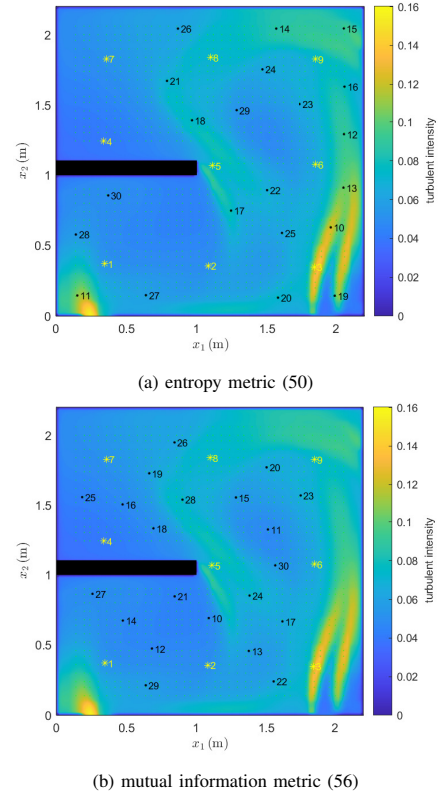 2
1.5
1
0.5
0
0 0.5 1 1.5 2
x₂ (m)
x₁ (m)
26 14 15
7 8 9
21 25 16
29 23
18 12
4
5 6
30 22 13
17
28 25 10
1 2 3
11 27 20 19
0.16
0.14
0.12
0.1
0.08
0.06
0.04
0.02
0
turbulent intensity
(a) entropy metric (50)
2
1.5
1
0.5
0
0 0.5 1 1.5 2
x₂ (m)
x₁ (m)
26
7 8 9
19 20
25 16 28 15 23
18 11
4
5 30 6
27 21 24
14 10 17
12 13
1 2 3
29 22
0.16
0.14
0.12
0.1
0.08
0.06
0.04
0.02
0
turbulent intensity
(b) mutual information metric (56)